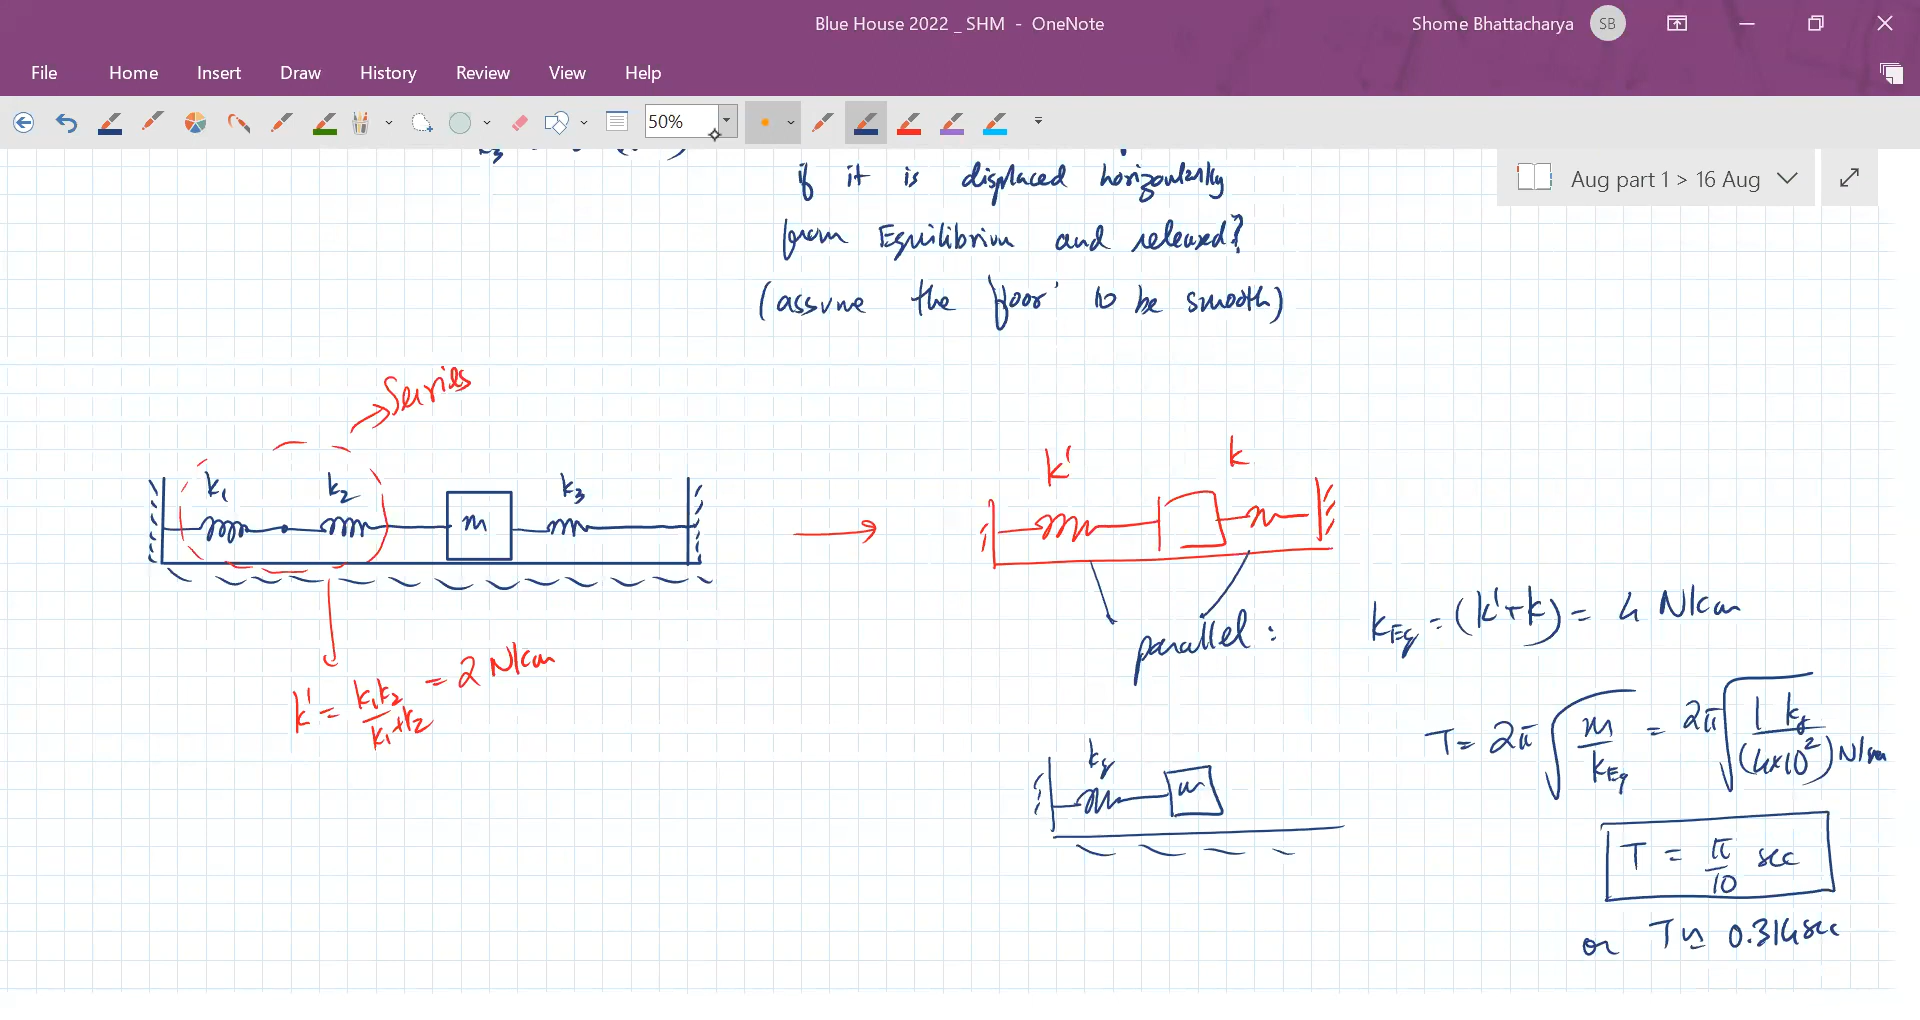 Blue House 2022 _ SHM - OneNote
Shome Bhattacharya
SB
File Home Insert Draw History Review View Help
50%
Aug part 1 > 16 Aug
if it is displaced horizontally
from Equilibrium and released?
(assume the floor to be smooth)
Series
k₁ k₂ m k₃
k' k
k' = k₁k₂ / k₁+k₂ = 2 N/cm
parallel :
k_Eq = (k'+k) = 4 N/cm
T = 2π √(m / k_Eq) = 2π √(1 kg / (4×10²) N/m)
k_q m
T = π/10 sec
or T ≃ 0.314 sec